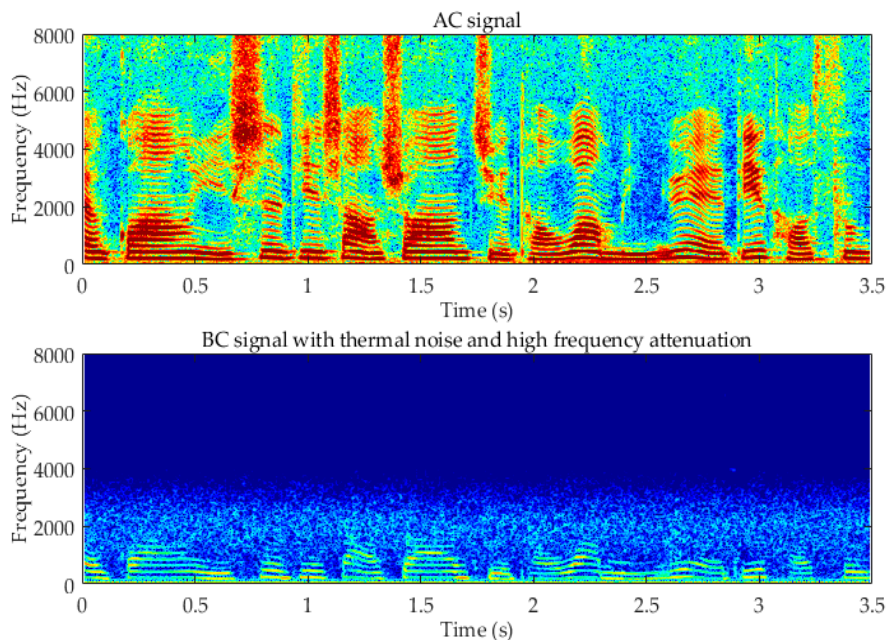 AC signal
8000
6000
4000
2000
0
Frequency (Hz)
0 0.5 1 1.5 2 2.5 3 3.5
Time (s)
BC signal with thermal noise and high frequency attenuation
8000
6000
4000
2000
0
Frequency (Hz)
0 0.5 1 1.5 2 2.5 3 3.5
Time (s)